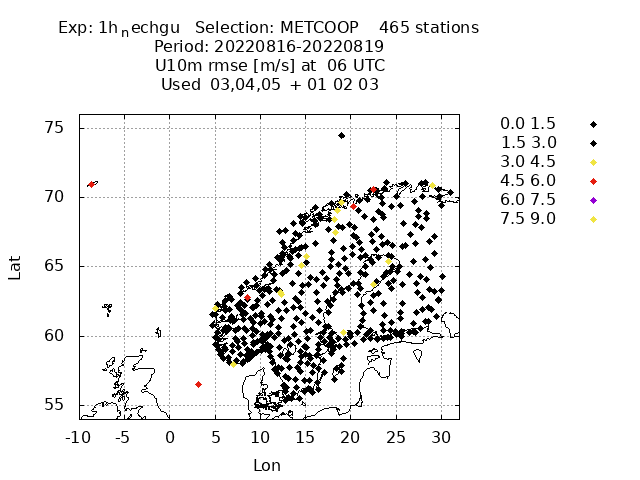 Exp: 1h n echgu   Selection: METCOOP    465 stations
Period: 20220816-20220819
U10m rmse [m/s] at  06 UTC
Used  03,04,05  + 01 02 03
75
70
65
60
55
-10 -5 0 5 10 15 20 25 30
Lat
Lon
0.0 1.5
1.5 3.0
3.0 4.5
4.5 6.0
6.0 7.5
7.5 9.0